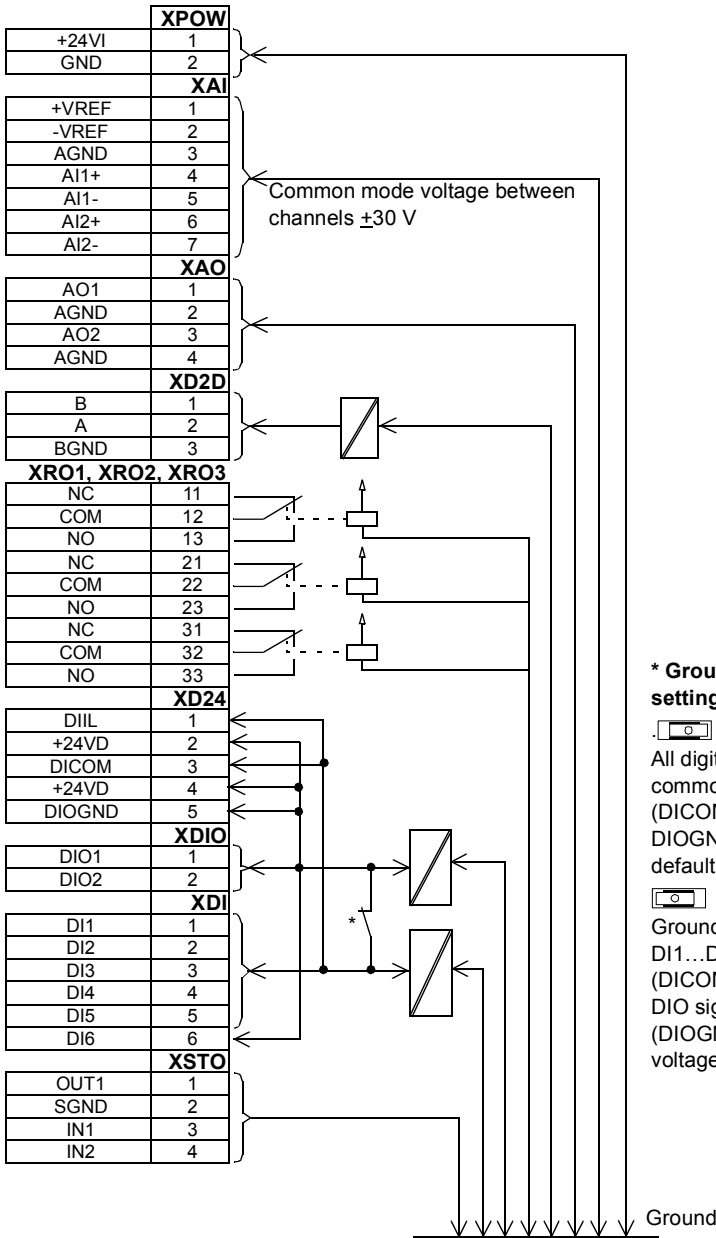 XPOW
+24VI 1
GND 2
XAI
+VREF 1
-VREF 2
AGND 3
AI1+ 4
AI1- 5
AI2+ 6
AI2- 7
Common mode voltage between
channels ±30 V
XAO
AO1 1
AGND 2
AO2 3
AGND 4
XD2D
B 1
A 2
BGND 3
XRO1, XRO2, XRO3
NC 11
COM 12
NO 13
NC 21
COM 22
NO 23
NC 31
COM 32
NO 33
XD24
DIIL 1
+24VD 2
DICOM 3
+24VD 4
DIOGND 5
XDIO
DIO1 1
DIO2 2
XDI
DI1 1
DI2 2
DI3 3
DI4 4
DI5 5
DI6 6
*
XSTO
OUT1 1
SGND 2
IN1 3
IN2 4
* Grou
setting
.
All digit
commo
(DICOM
DIOGN
default
Ground
DI1…D
(DICOM
DIO sig
(DIOGN
voltage
Ground